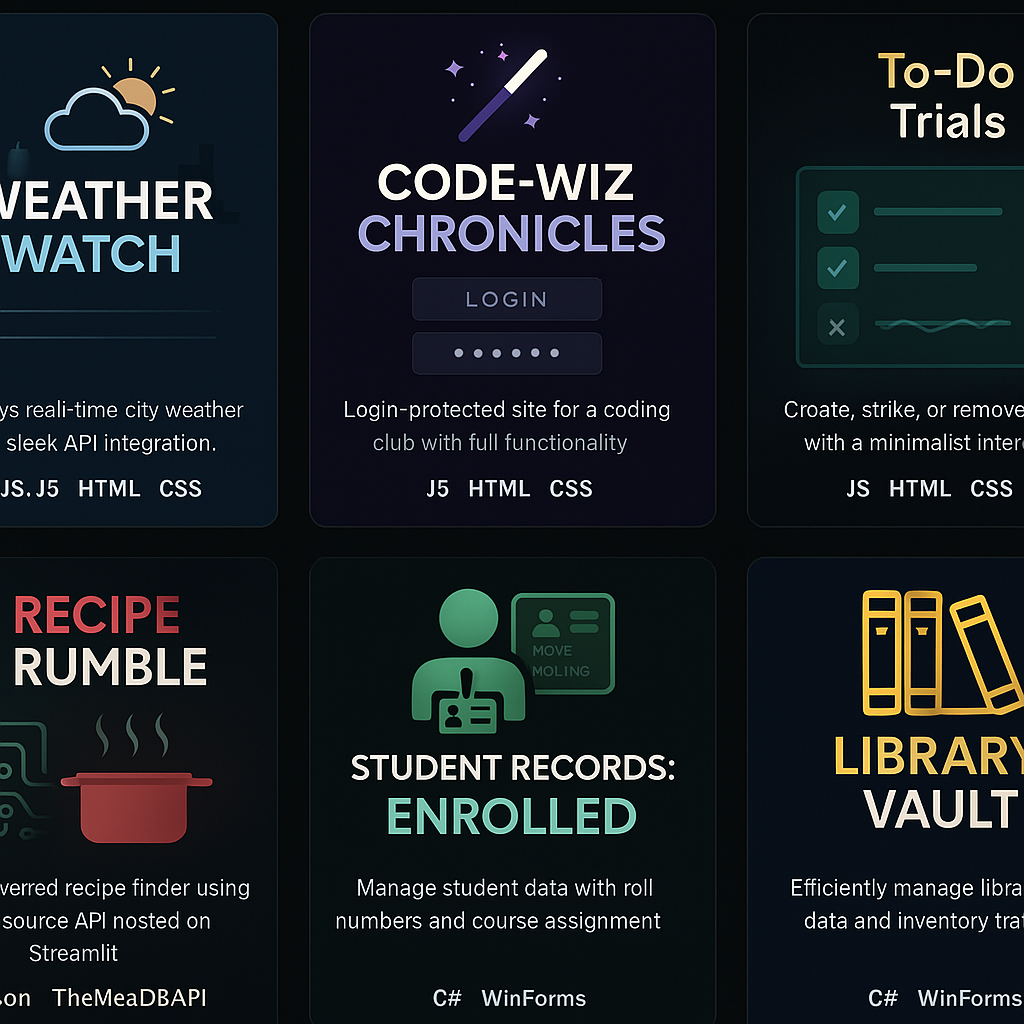 WEATHER
WATCH
ys reali-time city weather
sleek API integration.
JS. J5 HTML CSS
CODE-WIZ
CHRONICLES
LOGIN
Login-protected site for a coding
club with full functionality
J5 HTML CSS
To-Do
Trials
Croate, strike, or remove
with a minimalist inter
JS HTML CSS
RECIPE
RUMBLE
verred recipe finder using
source API nosted on
Streamlit
on TheMeaDBAPI
MOVE
MOLING
STUDENT RECORDS:
ENROLLED
Manage student data with roll
numbers and course assignment
C# WinForms
LIBRARY
VAULT
Efficiently manage libra
data and inventory trat
C# WinForms